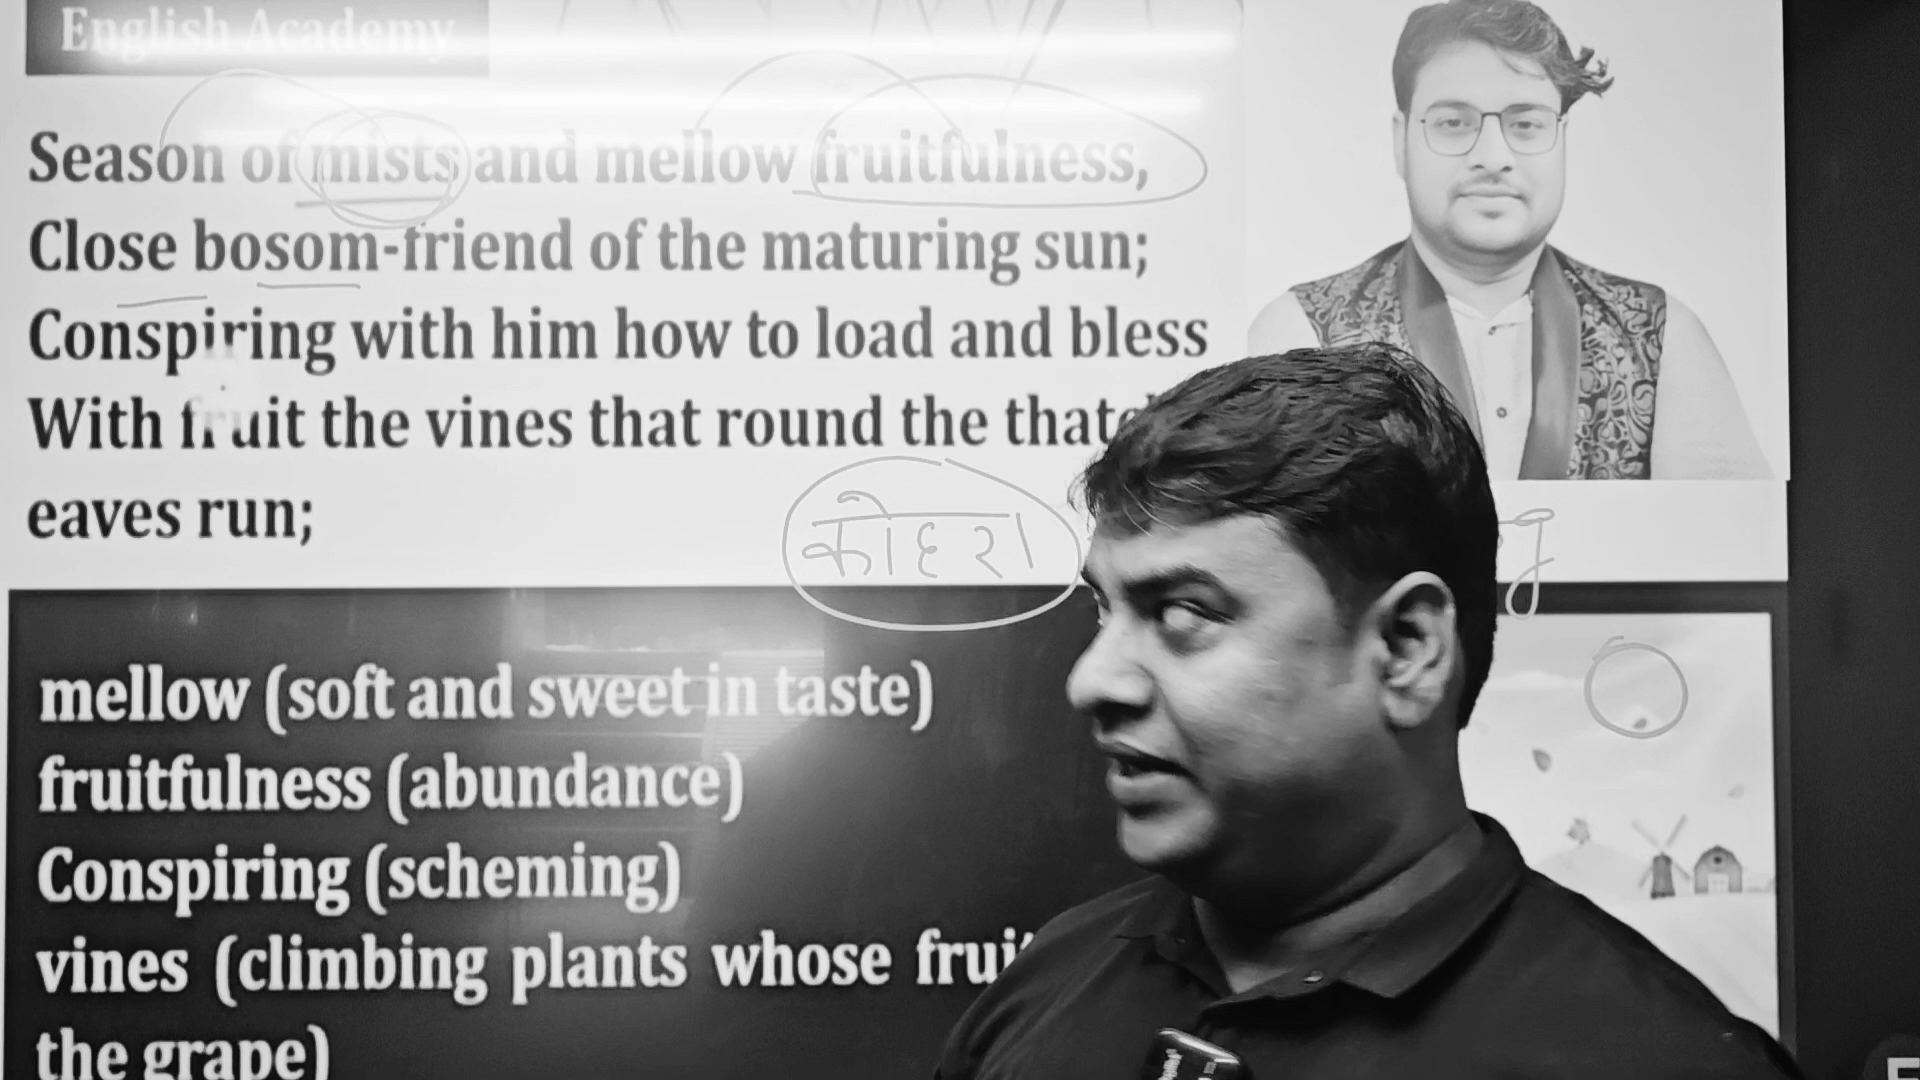 English Academy
Season of mists and mellow fruitfulness,
Close bosom-friend of the maturing sun;
Conspiring with him how to load and bless
With fruit the vines that round the
eaves run;
कोहरा
mellow (soft and sweet in taste)
fruitfulness (abundance)
Conspiring (scheming)
vines (climbing plants whose
the grape)